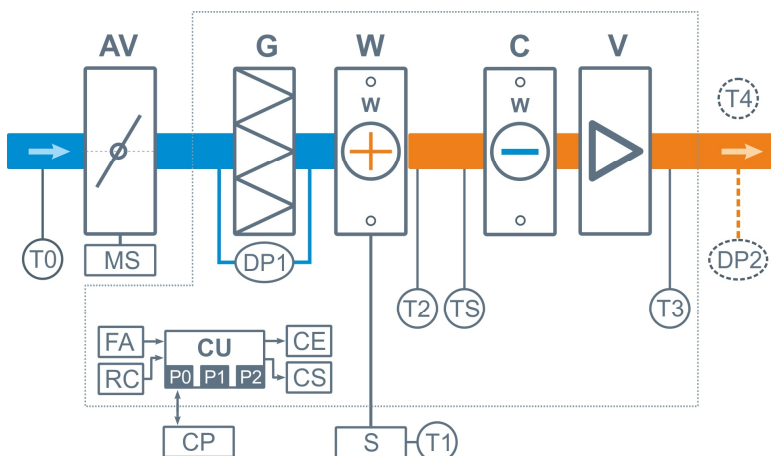 AV G W C V
W W
T4
T0 MS DP1 DP2
T2 TS T3
FA CU CE
RC P0 P1 P2 CS
CP S T1